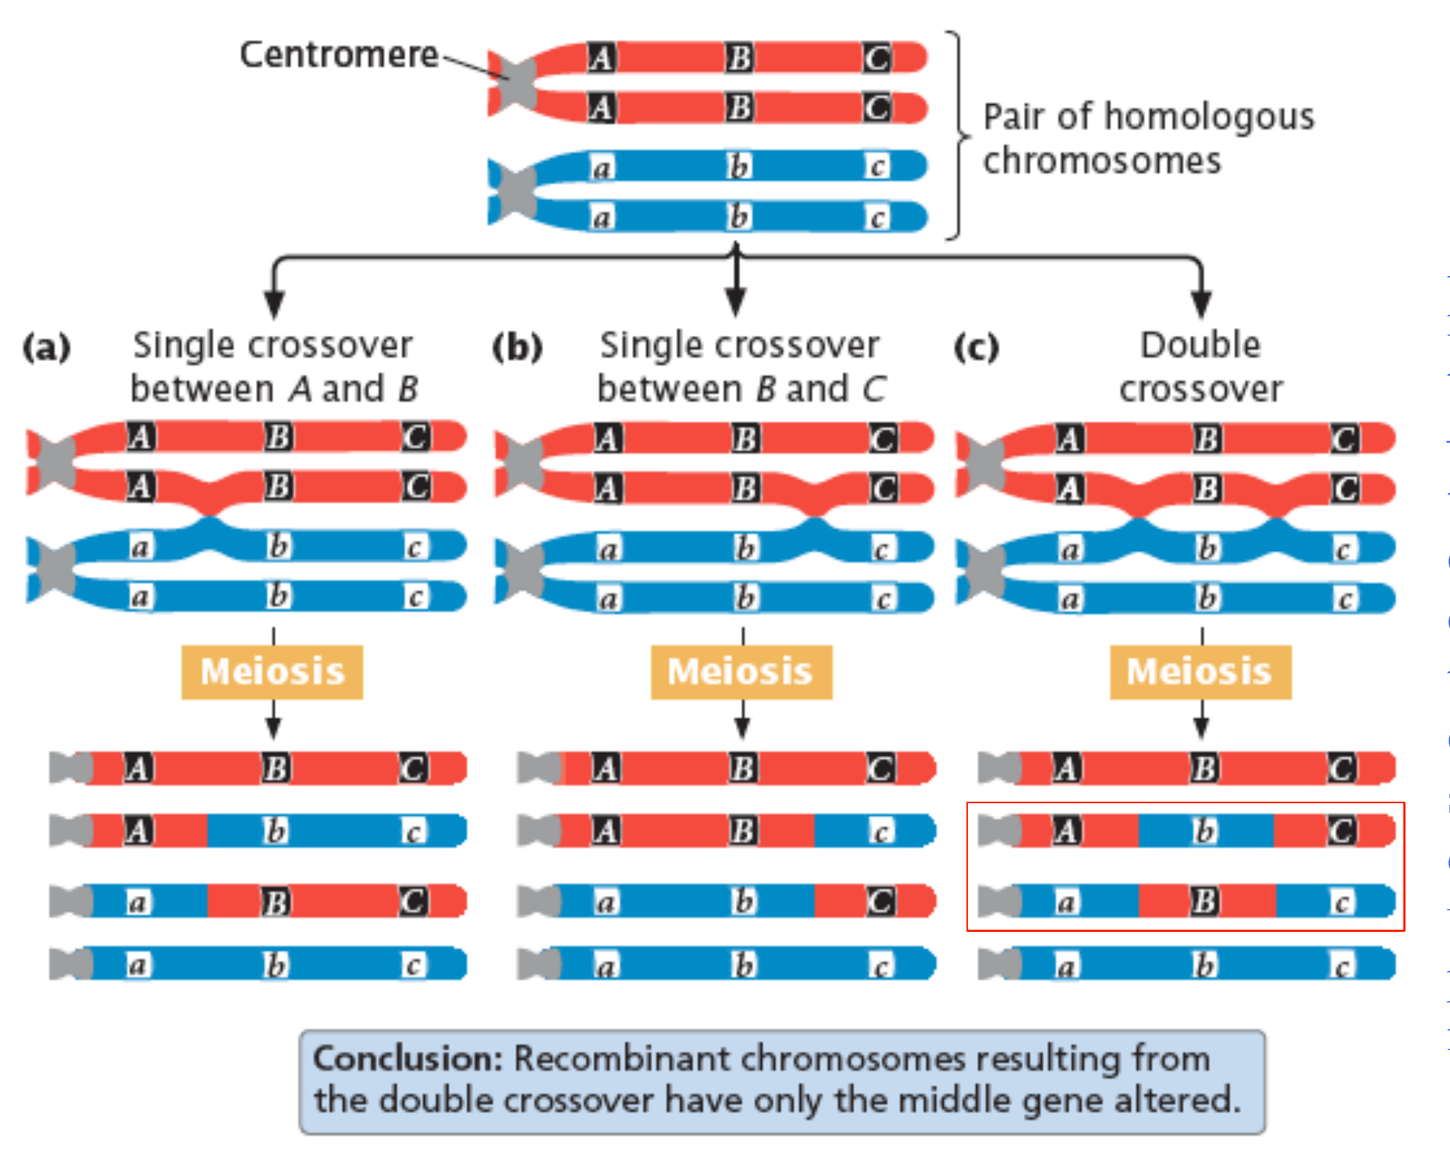 Centromere
A B C
A B C
a b c
a b c
Pair of homologous
chromosomes
(a) Single crossover
between A and B
A B C
A B C
a b c
a b c
Meiosis
A B C
A b c
a B C
a b c
(b) Single crossover
between B and C
A B C
A B C
a b c
a b c
Meiosis
A B C
A B c
a b C
a b c
(c) Double
crossover
A B C
A B C
a b c
a b c
Meiosis
A B C
A b C
a B c
a b c
Conclusion: Recombinant chromosomes resulting from
the double crossover have only the middle gene altered.